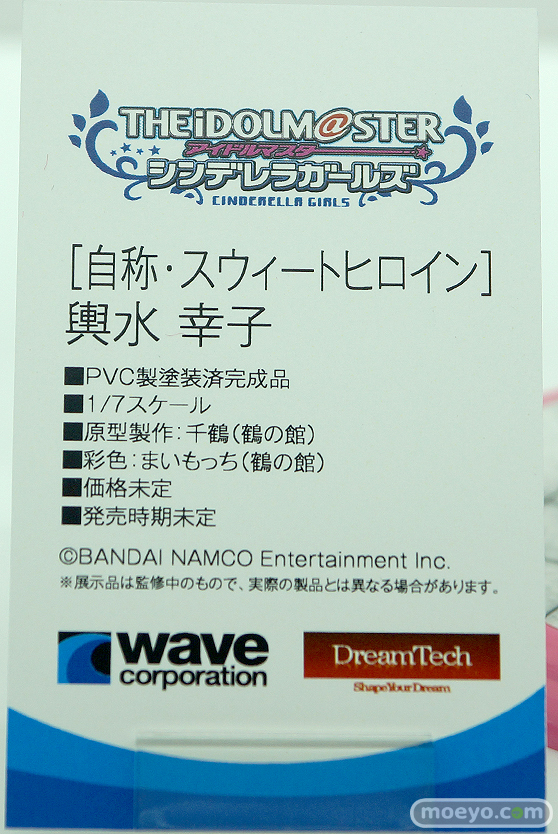 THE iDOLM@STER
アイドルマスター
シンデレラガールズ
CINDERELLA GIRLS
[自称・スウィートヒロイン]
輿水 幸子
■PVC製塗装済完成品
■1/7スケール
■原型製作：千鶴（鶴の館）
■彩色：まいもっち（鶴の館）
■価格未定
■発売時期未定
©BANDAI NAMCO Entertainment Inc.
※展示品は監修中のもので、実際の製品とは異なる場合があります。
wave
corporation
DreamTech
ShapeYourDream
moeyo.com